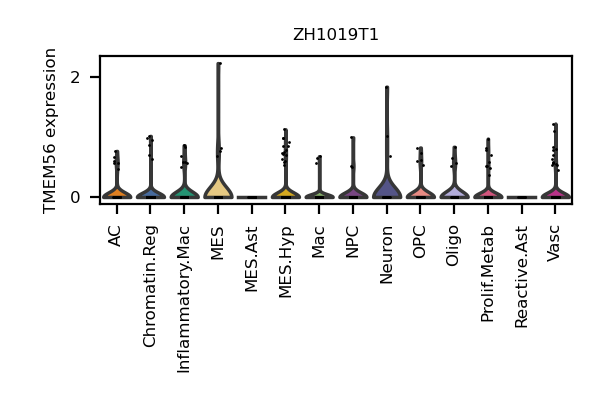 ZH1019T1
TMEM56 expression
2
0
AC
Chromatin.Reg
Inflammatory.Mac
MES
MES.Ast
MES.Hyp
Mac
NPC
Neuron
OPC
Oligo
Prolif.Metab
Reactive.Ast
Vasc